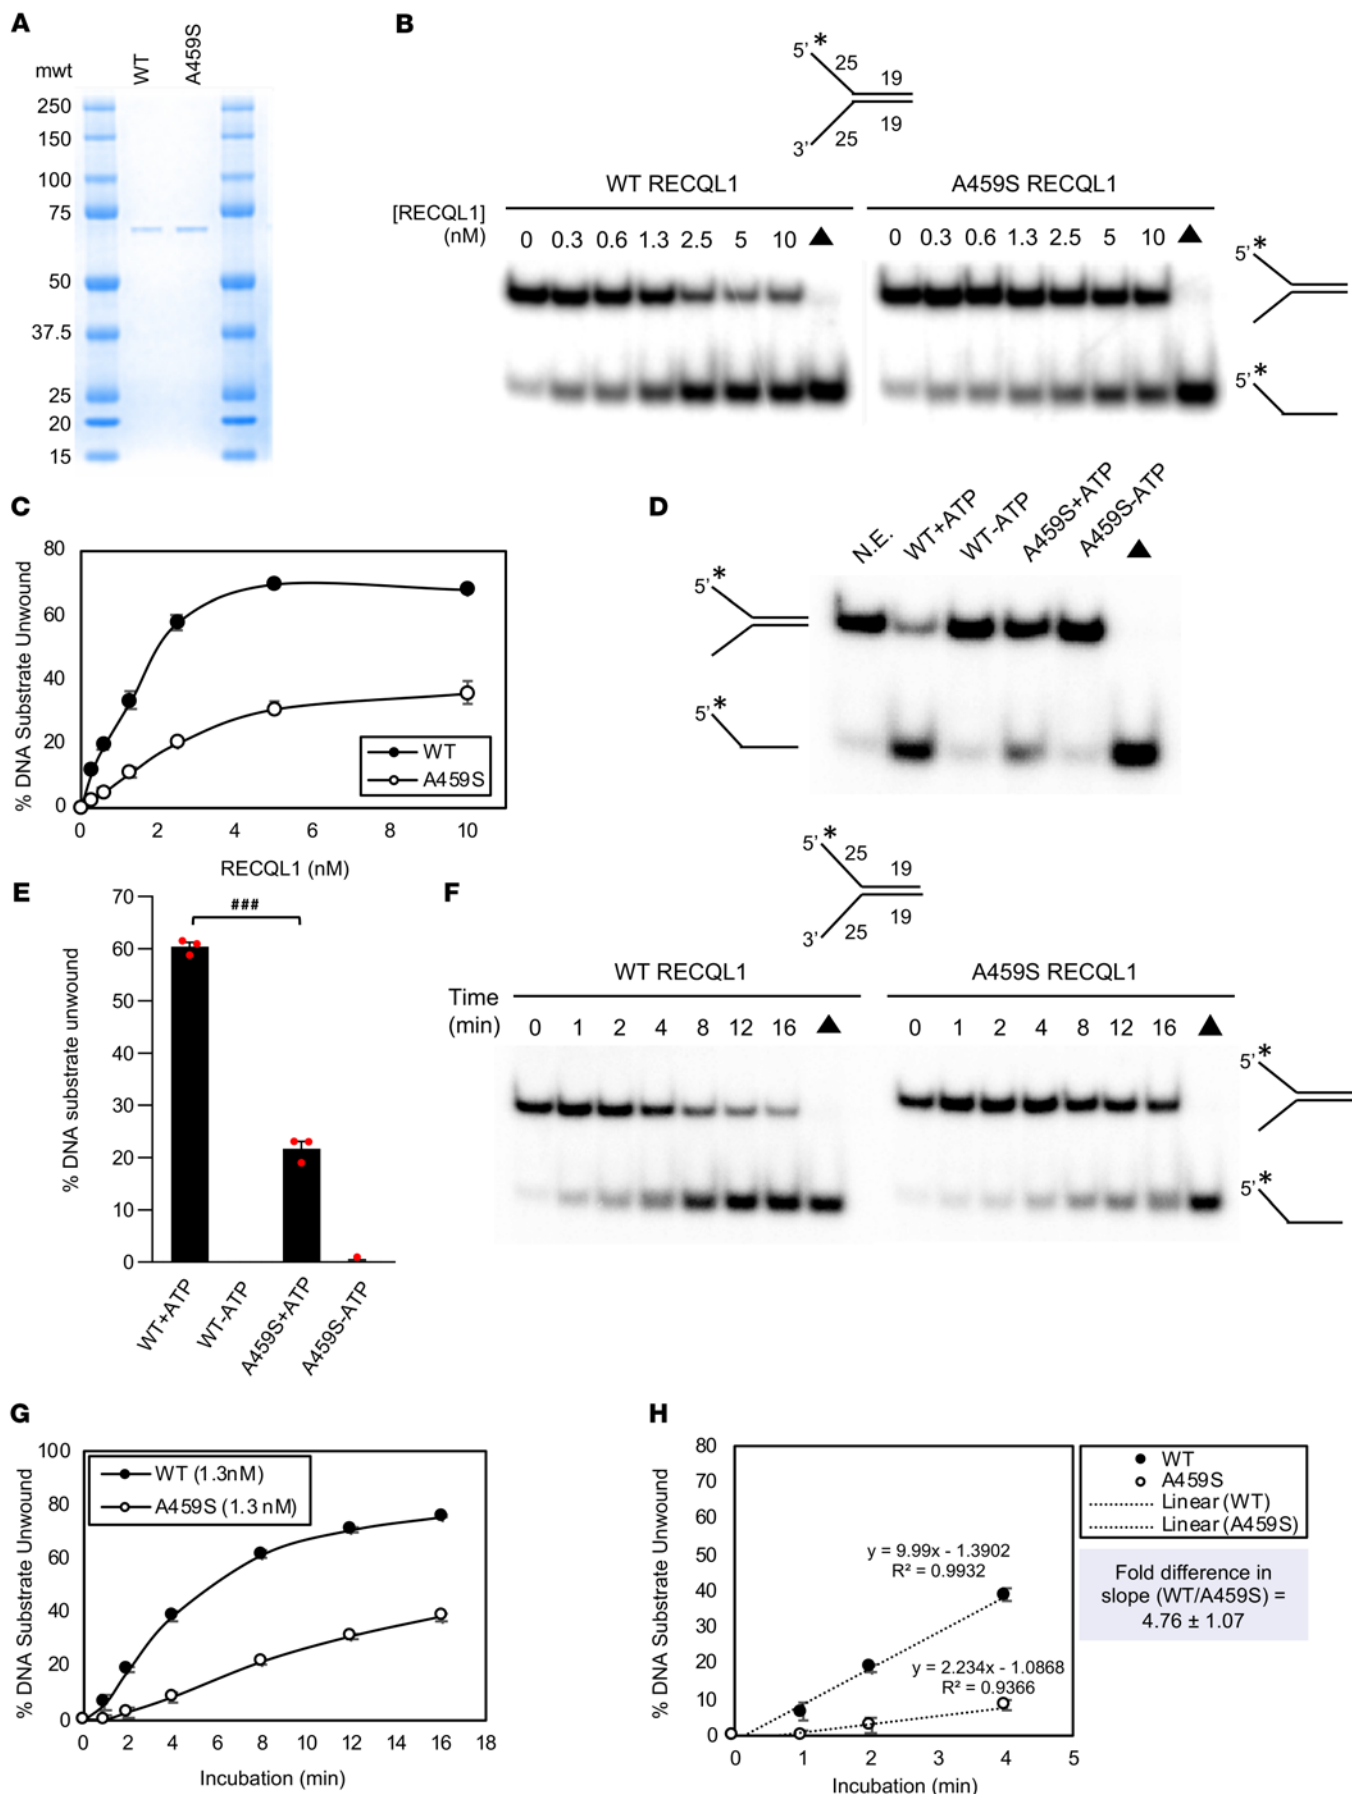 A
mwt
WT
A459S
250
150
100
75
50
37.5
25
20
15
B
5’ *
25
19
19
25
3’
WT RECQL1
A459S RECQL1
[RECQL1]
(nM)
0 0.3 0.6 1.3 2.5 5 10 ▲
0 0.3 0.6 1.3 2.5 5 10 ▲
5’ *
5’ *
C
% DNA Substrate Unwound
80
60
40
20
0
0 2 4 6 8 10
RECQL1 (nM)
WT
A459S
D
N.E.
WT+ATP
WT-ATP
A459S+ATP
A459S-ATP
▲
5’ *
5’ *
E
% DNA substrate unwound
70
60
50
40
30
20
10
0
###
WT+ATP
WT-ATP
A459S+ATP
A459S-ATP
F
5’ *
25
19
19
25
3’
WT RECQL1
A459S RECQL1
Time
(min)
0 1 2 4 8 12 16 ▲
0 1 2 4 8 12 16 ▲
5’ *
5’ *
G
% DNA Substrate Unwound
100
80
60
40
20
0
WT (1.3nM)
A459S (1.3 nM)
0 2 4 6 8 10 12 14 16 18
Incubation (min)
H
% DNA Substrate Unwound
80
70
60
50
40
30
20
10
0
y = 9.99x - 1.3902
R² = 0.9932
y = 2.234x - 1.0868
R² = 0.9366
0 1 2 3 4 5
Incubation (min)
WT
A459S
Linear (WT)
Linear (A459S)
Fold difference in
slope (WT/A459S) =
4.76 ± 1.07